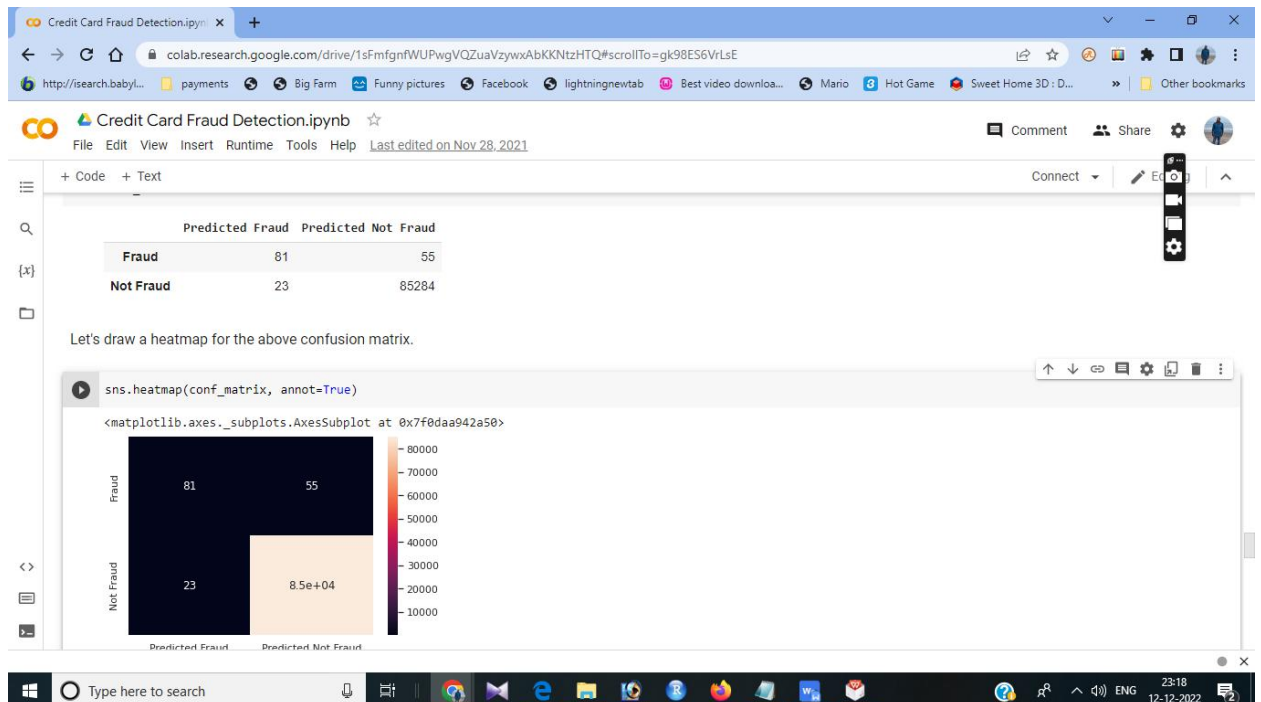 Credit Card Fraud Detection.ipyn
colab.research.google.com/drive/1sFmfgnfWUPwgVQZuaVzywxAbKKNtzHTQ#scrollTo=gk98ES6VrLsE
http://isearch.babyl... payments Big Farm Funny pictures Facebook lightningnewtab Best video downloa... Mario Hot Game Sweet Home 3D : D... » Other bookmarks
CO Credit Card Fraud Detection.ipynb
Comment Share
File Edit View Insert Runtime Tools Help Last edited on Nov 28, 2021
+ Code + Text Connect
Predicted Fraud Predicted Not Fraud
Fraud 81 55
{x}
Not Fraud 23 85284
Let's draw a heatmap for the above confusion matrix.
sns.heatmap(conf_matrix, annot=True)
<matplotlib.axes._subplots.AxesSubplot at 0x7f0daa942a50>
80000
70000
Fraud 81 55
60000
50000
40000
30000
Not Fraud 23 8.5e+04
20000
10000
Predicted Fraud Predicted Not Fraud
Type here to search
ENG
23:18
12-12-2022
2